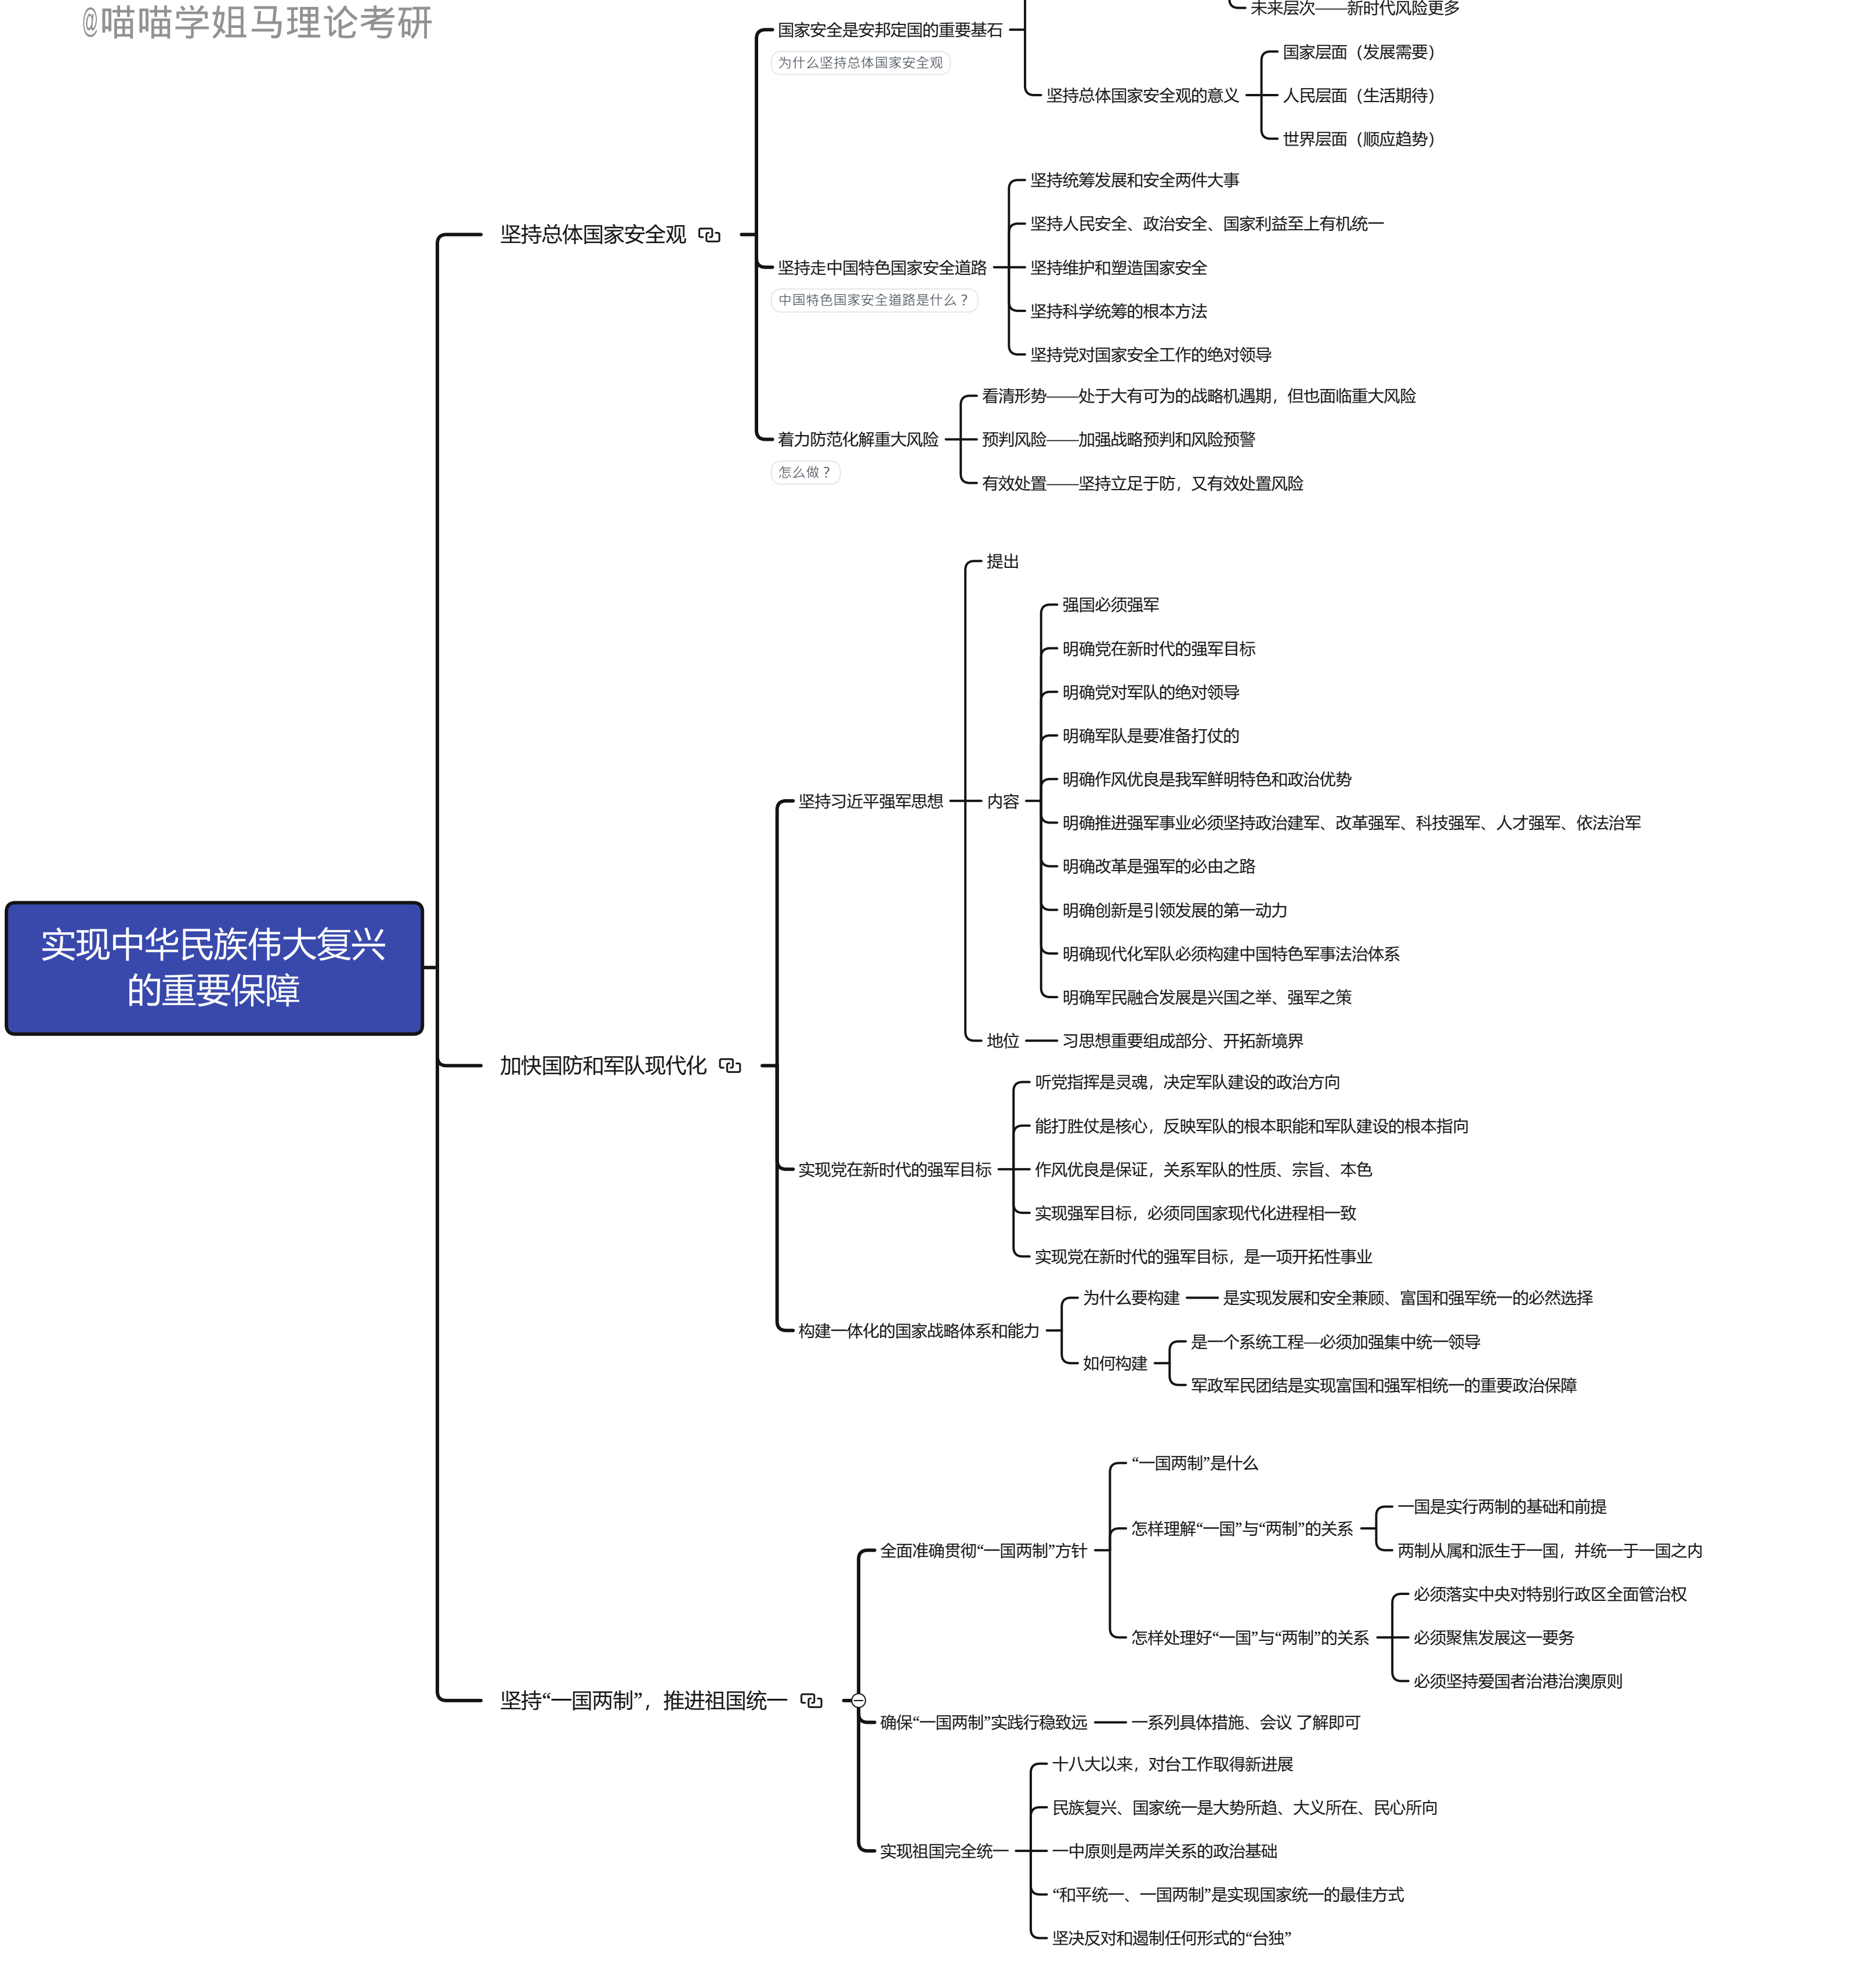 @喵喵学姐马理论考研
实现中华民族伟大复兴
的重要保障
坚持总体国家安全观
国家安全是安邦定国的重要基石
为什么坚持总体国家安全观
未来层次——新时代风险更多
坚持总体国家安全观的意义
国家层面（发展需要）
人民层面（生活期待）
世界层面（顺应趋势）
坚持走中国特色国家安全道路
中国特色国家安全道路是什么？
坚持统筹发展和安全两件大事
坚持人民安全、政治安全、国家利益至上有机统一
坚持维护和塑造国家安全
坚持科学统筹的根本方法
坚持党对国家安全工作的绝对领导
着力防范化解重大风险
怎么做？
看清形势——处于大有可为的战略机遇期，但也面临重大风险
预判风险——加强战略预判和风险预警
有效处置——坚持立足于防，又有效处置风险
加快国防和军队现代化
坚持习近平强军思想
提出
内容
强国必须强军
明确党在新时代的强军目标
明确党对军队的绝对领导
明确军队是要准备打仗的
明确作风优良是我军鲜明特色和政治优势
明确推进强军事业必须坚持政治建军、改革强军、科技强军、人才强军、依法治军
明确改革是强军的必由之路
明确创新是引领发展的第一动力
明确现代化军队必须构建中国特色军事法治体系
明确军民融合发展是兴国之举、强军之策
地位
习思想重要组成部分、开拓新境界
实现党在新时代的强军目标
听党指挥是灵魂，决定军队建设的政治方向
能打胜仗是核心，反映军队的根本职能和军队建设的根本指向
作风优良是保证，关系军队的性质、宗旨、本色
实现强军目标，必须同国家现代化进程相一致
实现党在新时代的强军目标，是一项开拓性事业
构建一体化的国家战略体系和能力
为什么要构建
是实现发展和安全兼顾、富国和强军统一的必然选择
如何构建
是一个系统工程—必须加强集中统一领导
军政军民团结是实现富国和强军相统一的重要政治保障
坚持“一国两制”，推进祖国统一
全面准确贯彻“一国两制”方针
“一国两制”是什么
怎样理解“一国”与“两制”的关系
一国是实行两制的基础和前提
两制从属和派生于一国，并统一于一国之内
怎样处理好“一国”与“两制”的关系
必须落实中央对特别行政区全面管治权
必须聚焦发展这一要务
必须坚持爱国者治港治澳原则
确保“一国两制”实践行稳致远
一系列具体措施、会议 了解即可
实现祖国完全统一
十八大以来，对台工作取得新进展
民族复兴、国家统一是大势所趋、大义所在、民心所向
一中原则是两岸关系的政治基础
“和平统一、一国两制”是实现国家统一的最佳方式
坚决反对和遏制任何形式的“台独”